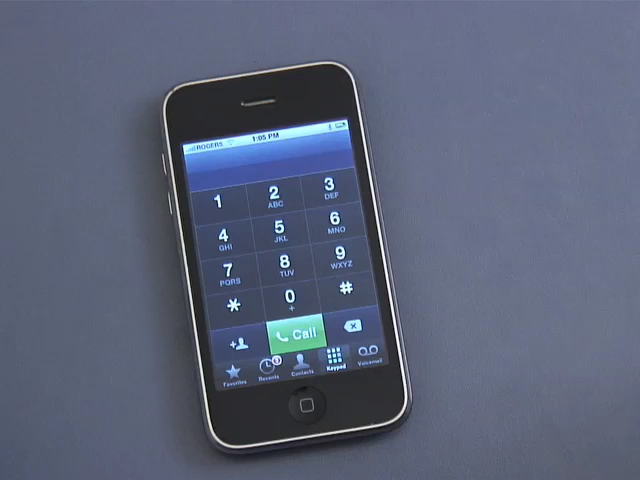 ROGERS 1:05 PM
1 2 3
ABC DEF
4 5 6
GHI JKL MNO
7 8 9
PQRS TUV WXYZ
* 0 #
+
+ Call
Favorites Recents Contacts Keypad Voicemail